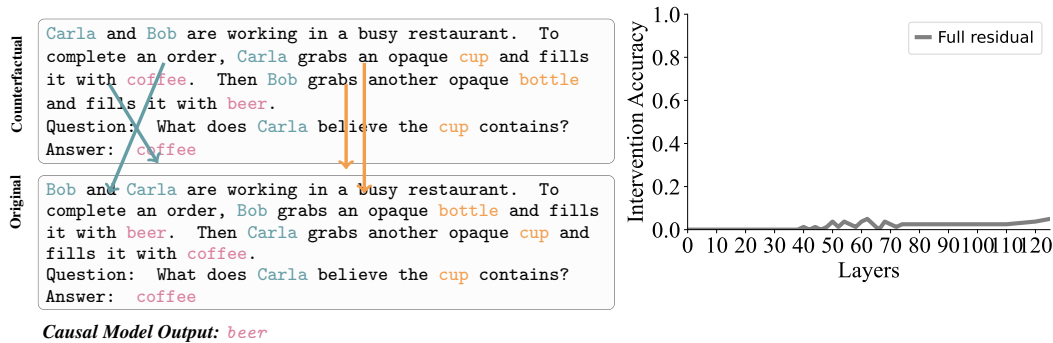 Counterfactual
Carla and Bob are working in a busy restaurant. To
complete an order, Carla grabs an opaque cup and fills
it with coffee. Then Bob grabs another opaque bottle
and fills it with beer.
Question: What does Carla believe the cup contains?
Answer: coffee
Original
Bob and Carla are working in a busy restaurant. To
complete an order, Bob grabs an opaque bottle and fills
it with beer. Then Carla grabs another opaque cup and
fills it with coffee.
Question: What does Carla believe the cup contains?
Answer: coffee
Causal Model Output: beer
Intervention Accuracy
1.0
0.8
0.6
0.4
0.2
0.0
Full residual
0 10 20 30 40 50 60 70 80 90 100 110 120
Layers